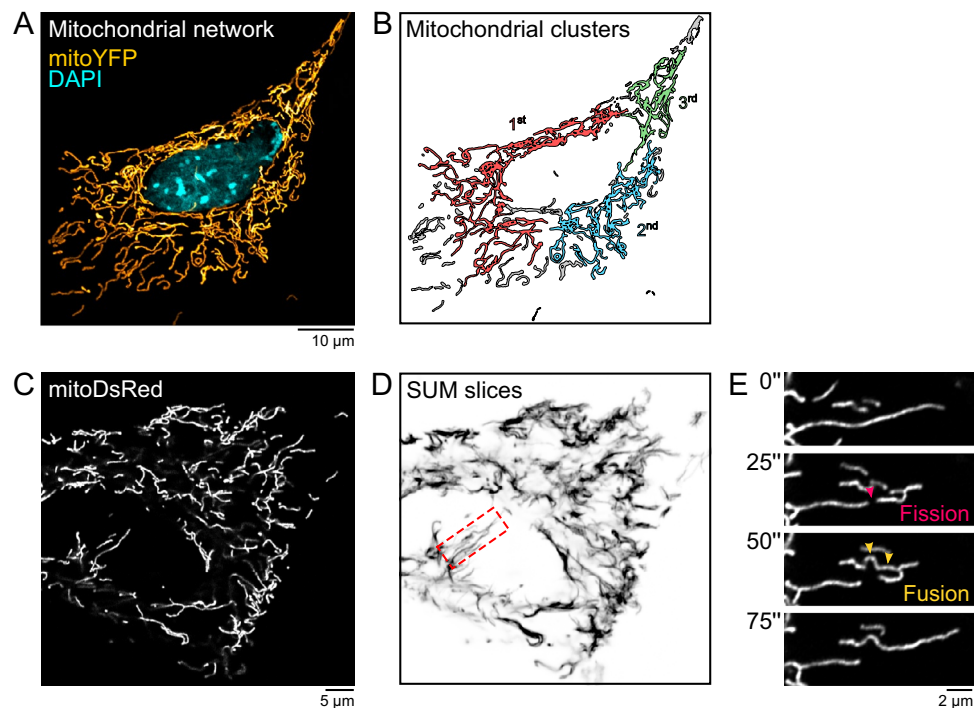 A
Mitochondrial network
mitoYFP
DAPI
10 µm
B
Mitochondrial clusters
1st
2nd
3rd
C
mitoDsRed
5 µm
D
SUM slices
E
0"
25"
Fission
50"
Fusion
75"
2 µm